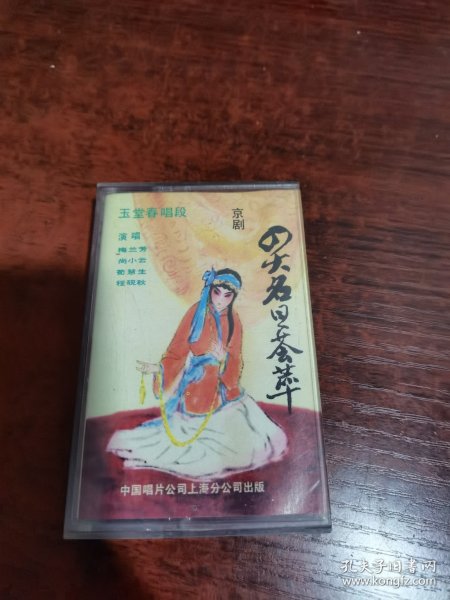 玉堂春唱段
京剧
四大名旦荟萃
演唱
梅兰芳
尚小云
荀慧生
程砚秋
中国唱片公司上海分公司出版
孔夫子旧书网
www.kongfz.com